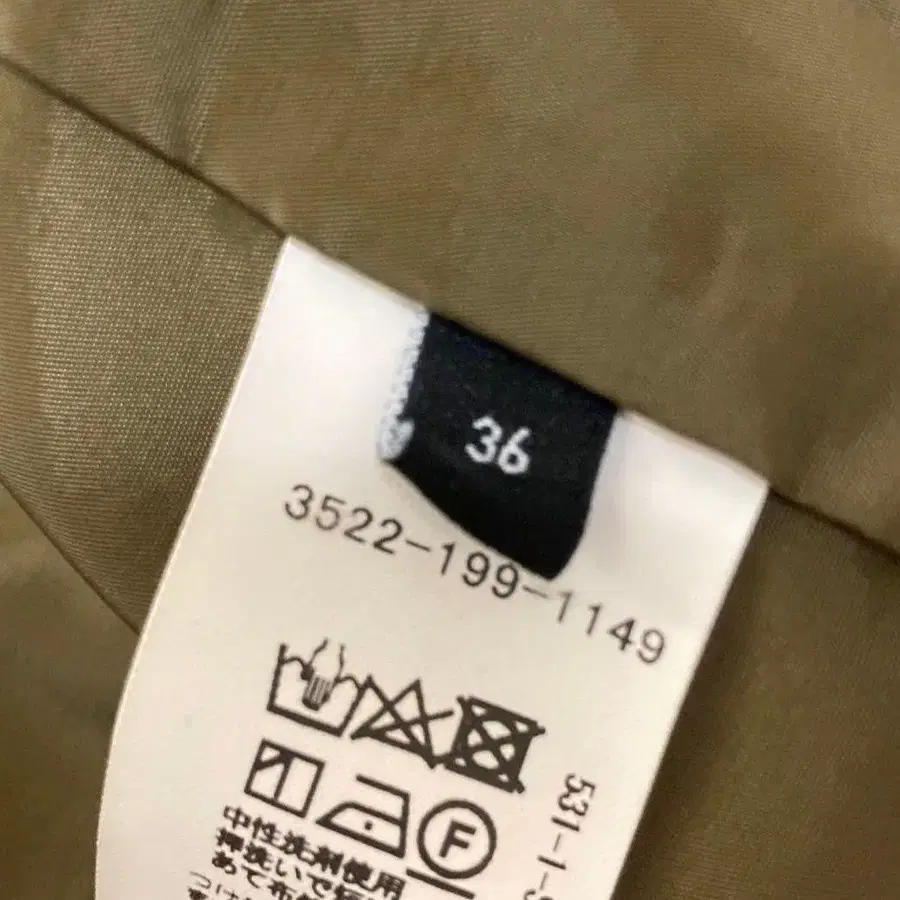 36
3522-199-1149
F
531-1-
中性洗剤使用
押洗いで
あて布